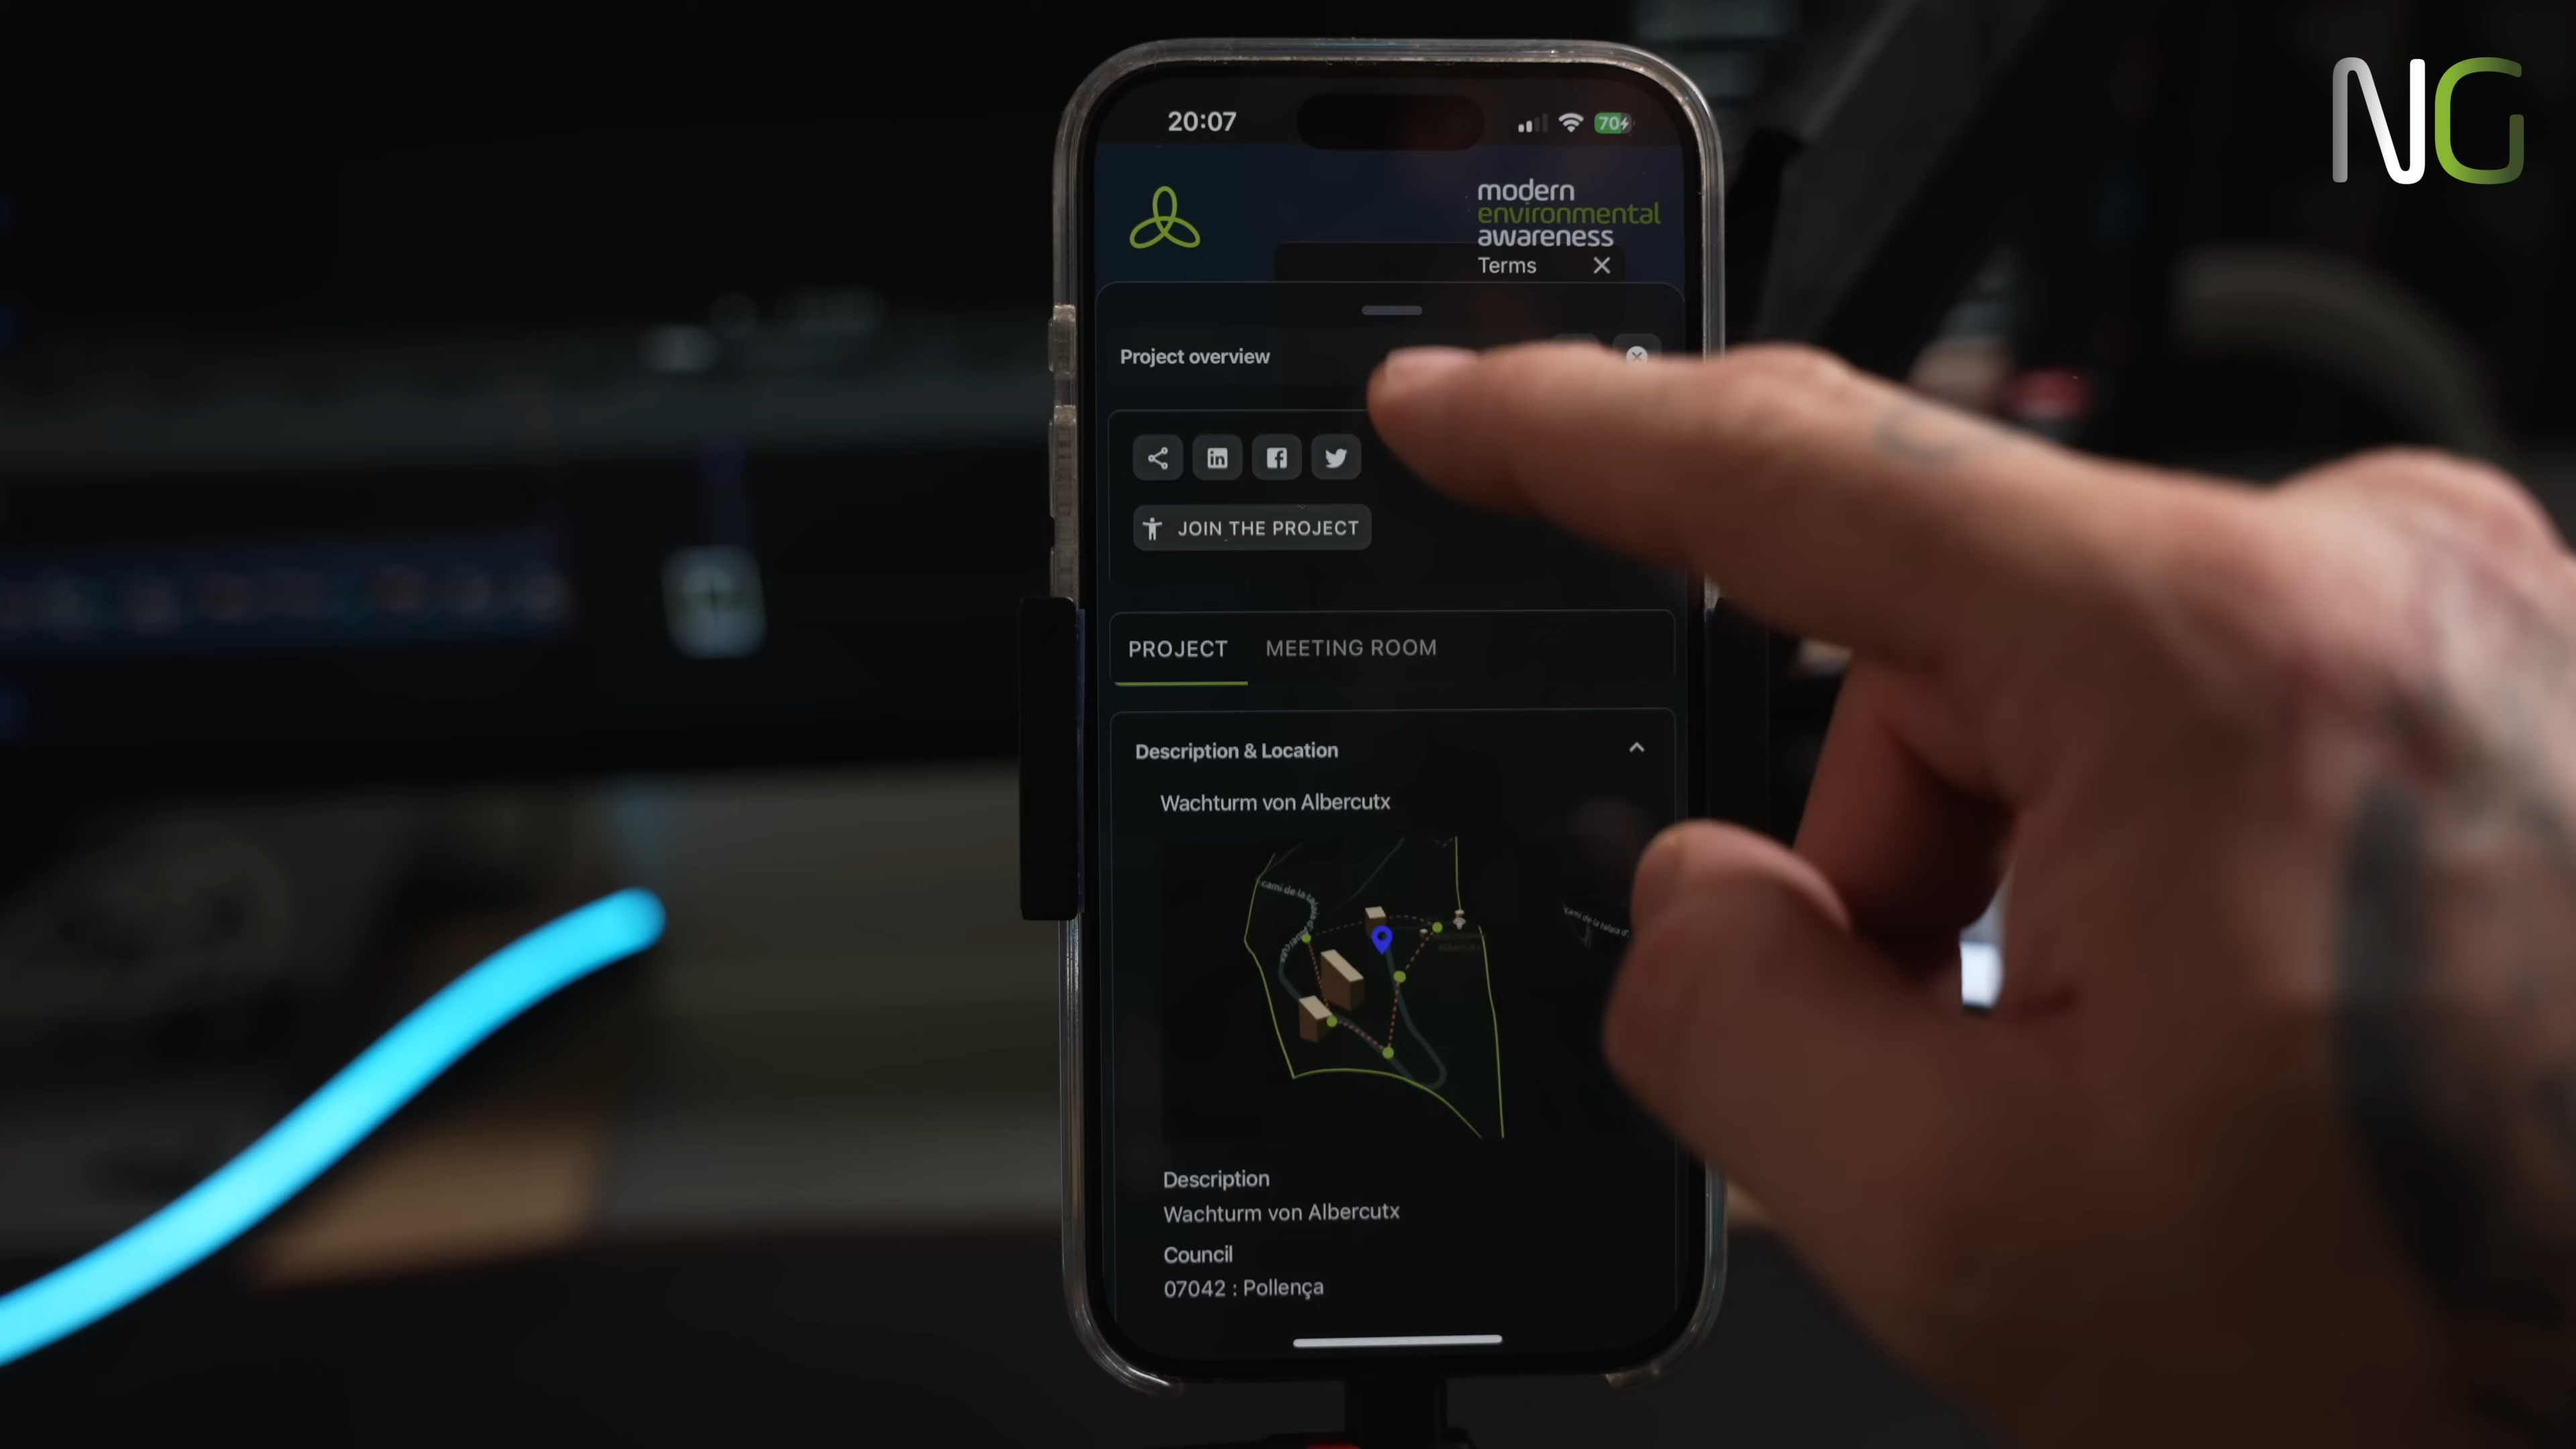 NG
20:07
70
modern
environmental
awareness
Terms
Project overview
JOIN THE PROJECT
PROJECT
MEETING ROOM
Description & Location
Wachturm von Albercutx
Description
Wachturm von Albercutx
Council
07042 : Pollença